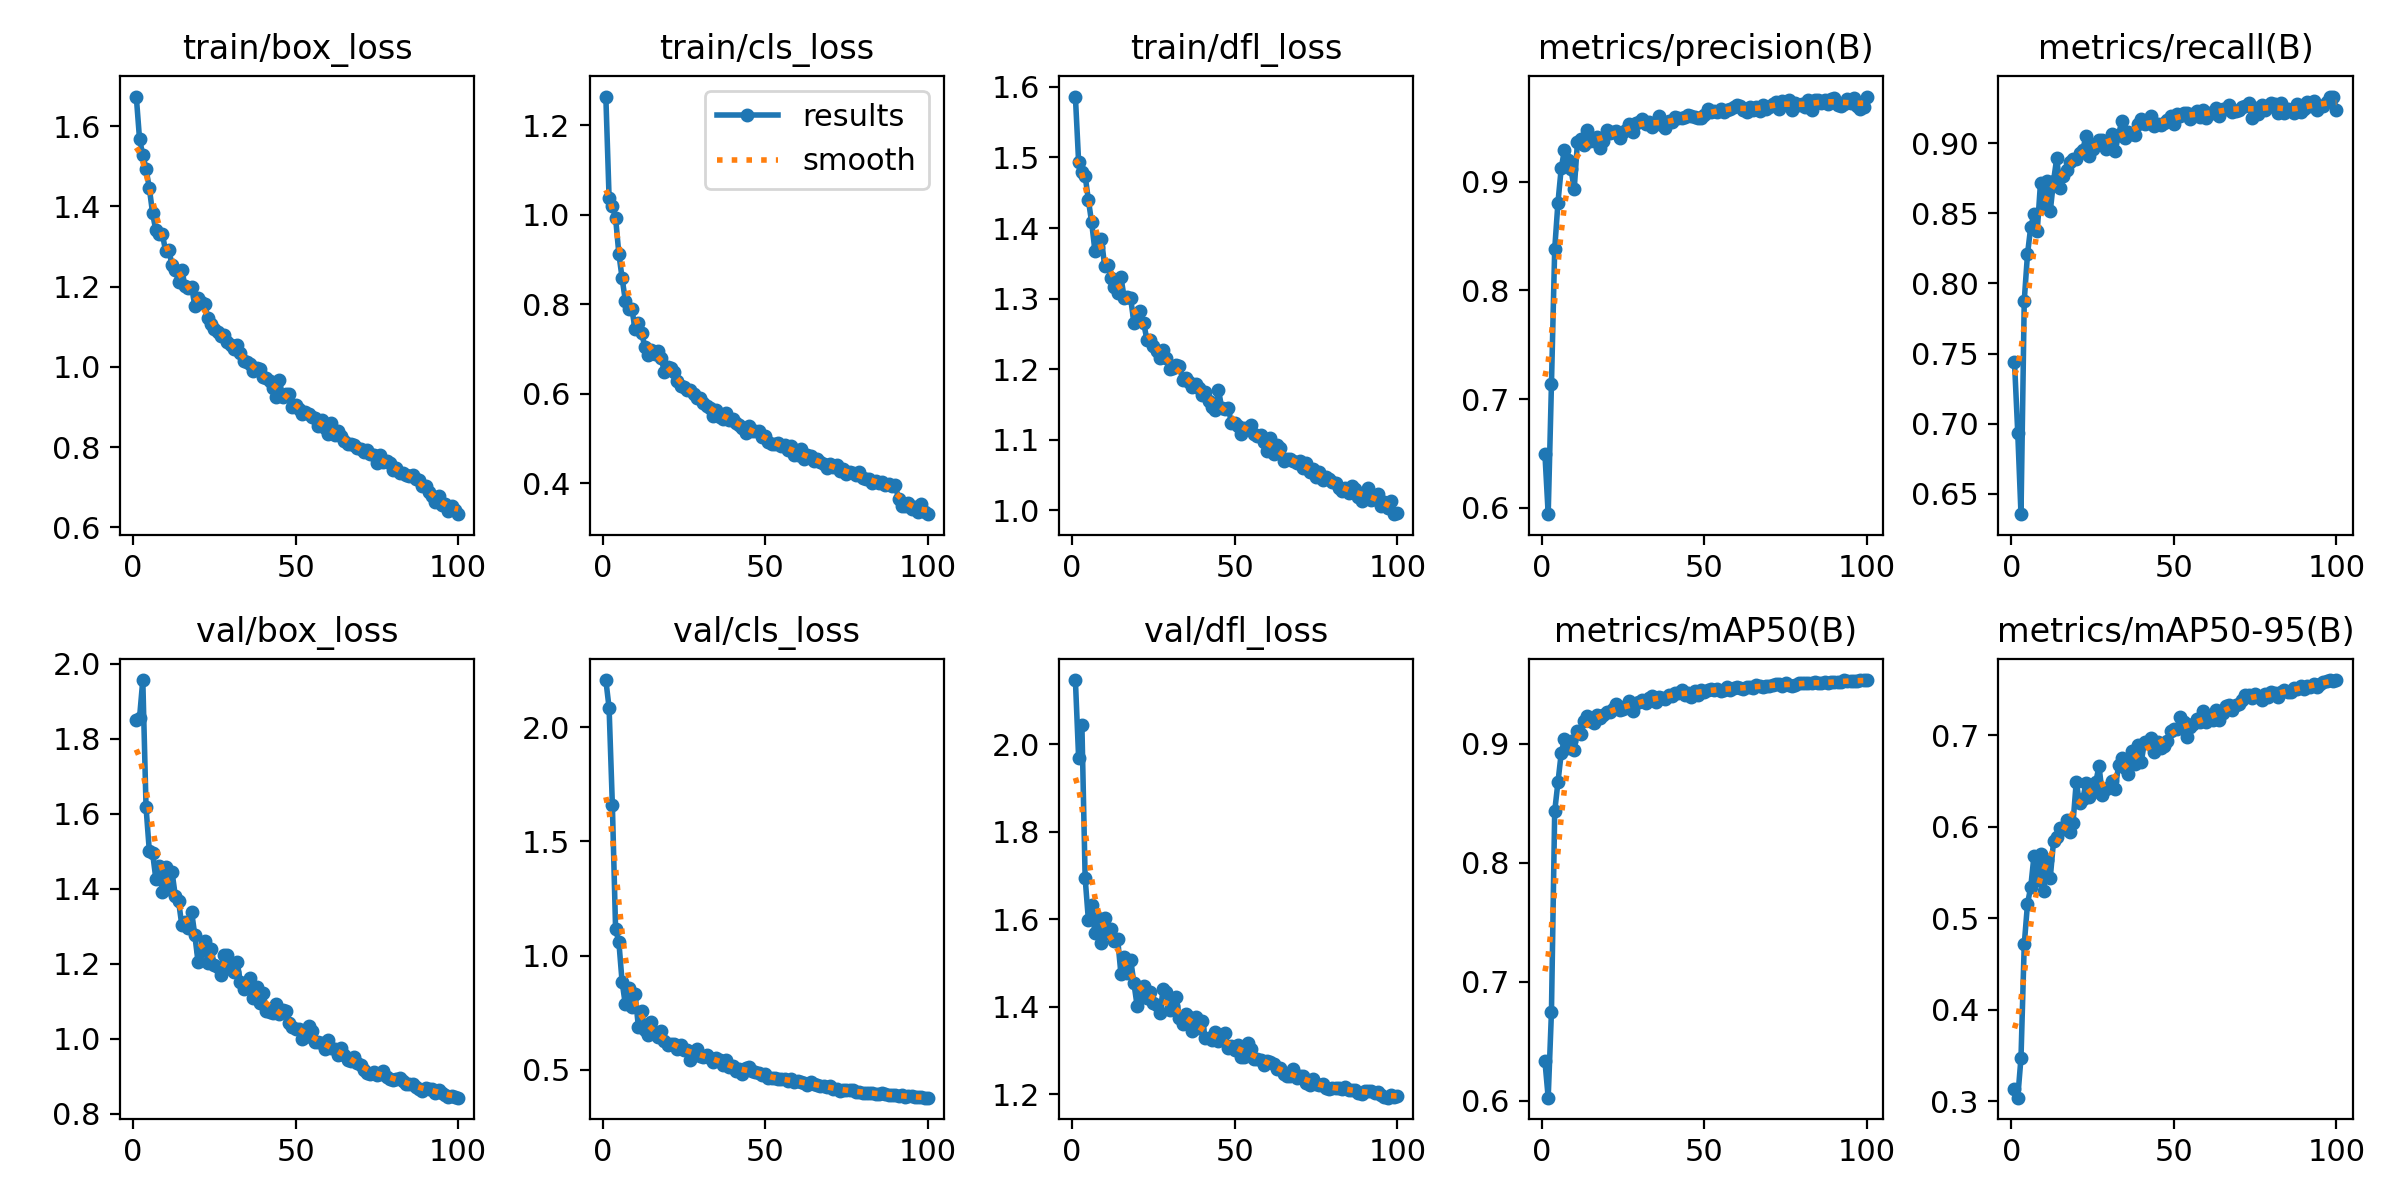 train/box_loss
1.6
1.4
1.2
1.0
0.8
0.6
0 50 100
train/cls_loss
results
smooth
1.2
1.0
0.8
0.6
0.4
0 50 100
train/dfl_loss
1.6
1.5
1.4
1.3
1.2
1.1
1.0
0 50 100
metrics/precision(B)
0.9
0.8
0.7
0.6
0 50 100
metrics/recall(B)
0.90
0.85
0.80
0.75
0.70
0.65
0 50 100
val/box_loss
2.0
1.8
1.6
1.4
1.2
1.0
0.8
0 50 100
val/cls_loss
2.0
1.5
1.0
0.5
0 50 100
val/dfl_loss
2.0
1.8
1.6
1.4
1.2
0 50 100
metrics/mAP50(B)
0.9
0.8
0.7
0.6
0 50 100
metrics/mAP50-95(B)
0.7
0.6
0.5
0.4
0.3
0 50 100